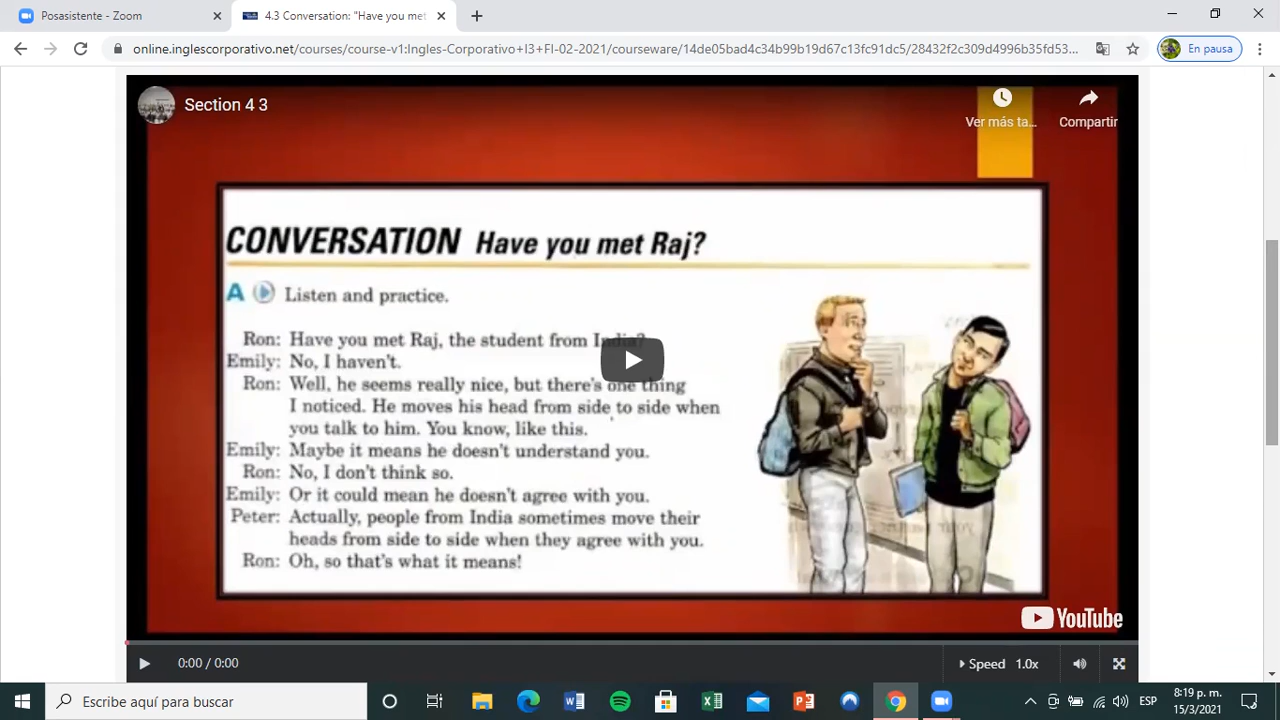 Posasistente - Zoom
4.3 Conversation: "Have you met
online.inglescorporativo.net/courses/course-v1:Ingles-Corporativo+I3+FI-02-2021/courseware/14de05bad4c34b99b19d67c13fc91dc5/28432f2c309d4996b35fd53...
En pausa
Section 4 3
Ver más ta...
Compartir
CONVERSATION Have you met Raj?
A Listen and practice.
Ron: Have you met Raj, the student from India?
Emily: No, I haven't.
Ron: Well, he seems really nice, but there's one thing
I noticed. He moves his head from side to side when
you talk to him. You know, like this.
Emily: Maybe it means he doesn't understand you.
Ron: No, I don't think so.
Emily: Or it could mean he doesn't agree with you.
Peter: Actually, people from India sometimes move their
heads from side to side when they agree with you.
Ron: Oh, so that's what it means!
YouTube
0:00 / 0:00
Speed 1.0x
Escribe aquí para buscar
ESP
8:19 p. m.
15/3/2021